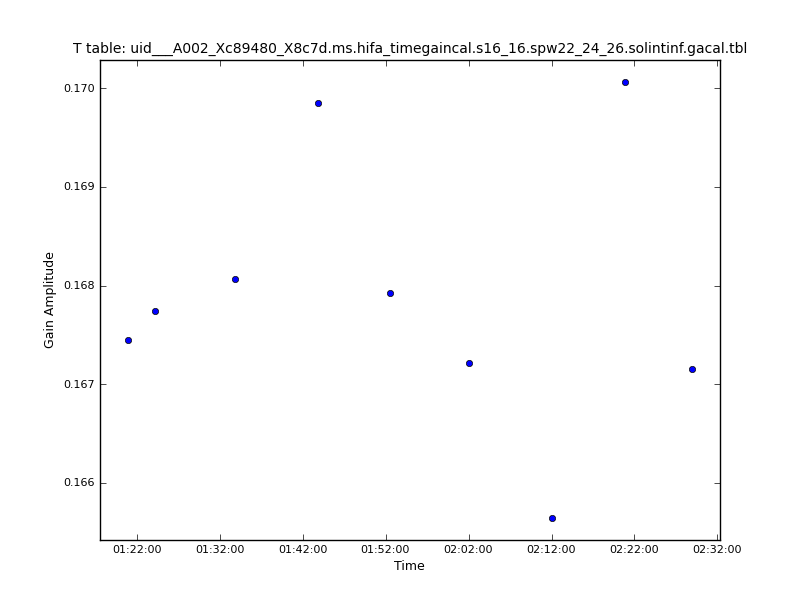 T table: uid___A002_Xc89480_X8c7d.ms.hifa_timegaincal.s16_16.spw22_24_26.solintinf.gacal.tbl
0.170
0.169
0.168
0.167
0.166
Gain Amplitude
01:22:00 01:32:00 01:42:00 01:52:00 02:02:00 02:12:00 02:22:00 02:32:00
Time